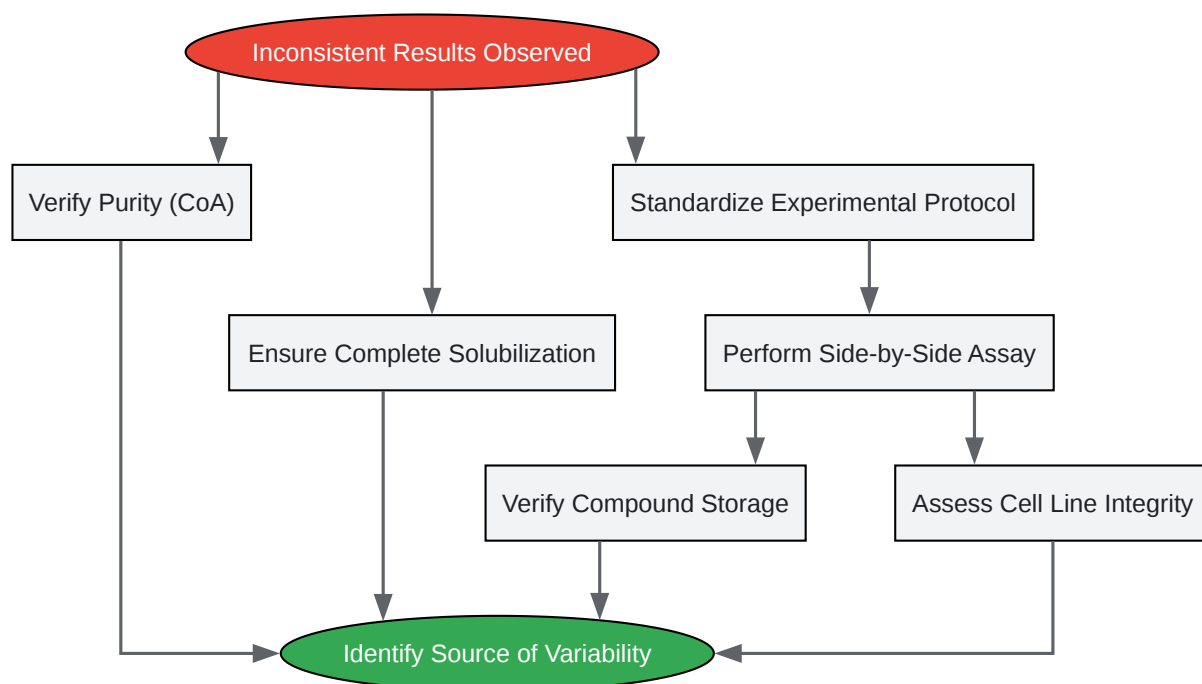 Inconsistent Results Observed
Verify Purity (CoA)
Standardize Experimental Protocol
Ensure Complete Solubilization
Perform Side-by-Side Assay
Verify Compound Storage
Assess Cell Line Integrity
Identify Source of Variability